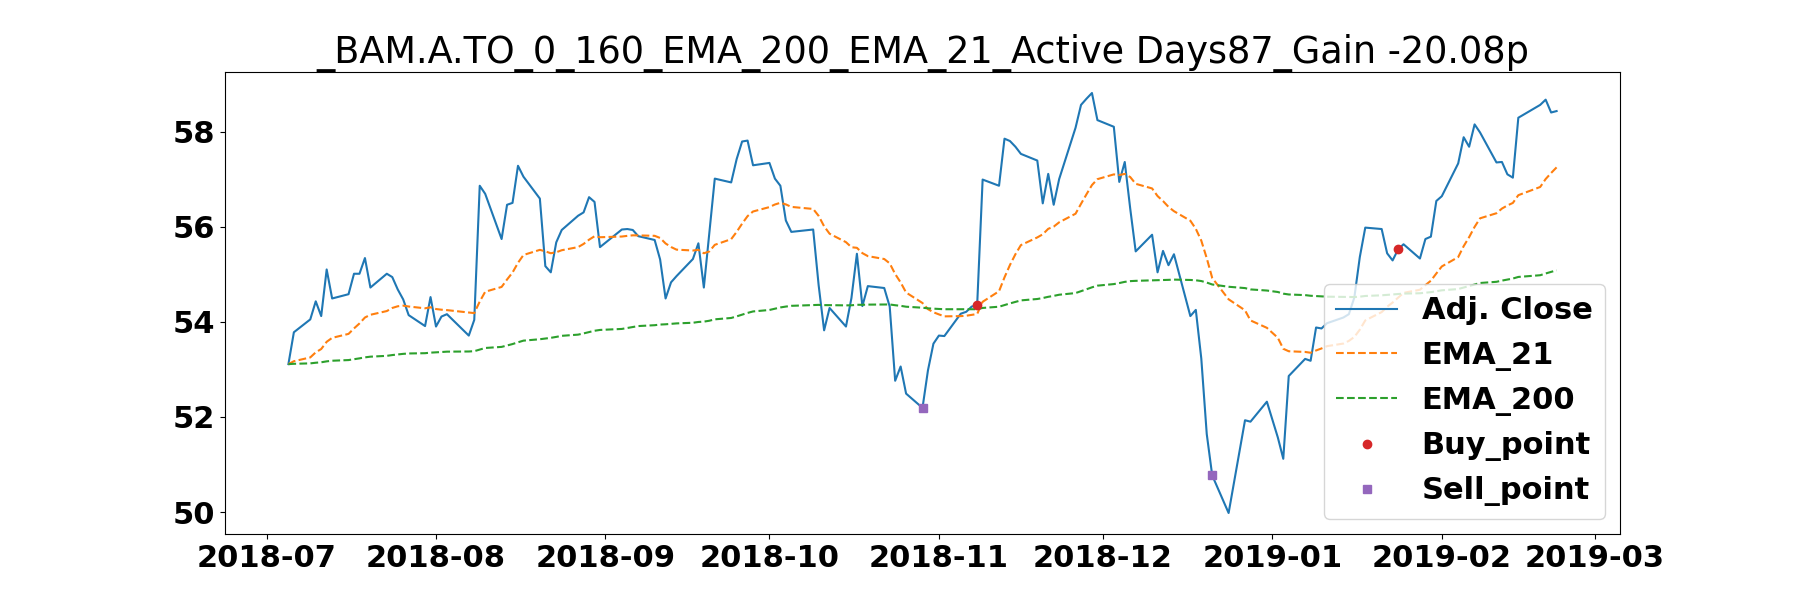 _BAM.A.TO_0_160_EMA_200_EMA_21_Active Days87_Gain -20.08p
58
56
54
52
50
Adj. Close
EMA_21
EMA_200
Buy_point
Sell_point
2018-07 2018-08 2018-09 2018-10 2018-11 2018-12 2019-01 2019-02 2019-03